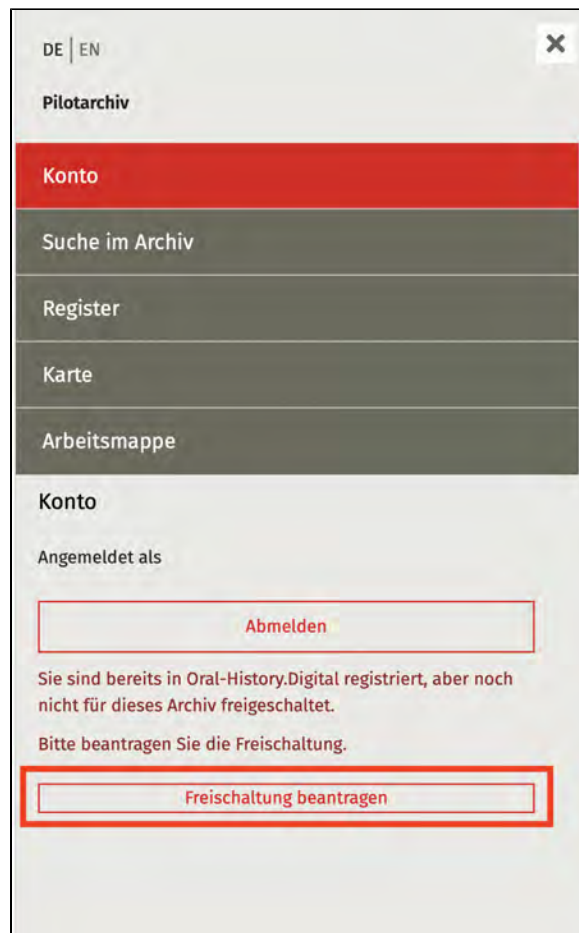 DE | EN
Pilotarchiv
Konto
Suche im Archiv
Register
Karte
Arbeitsmappe
Konto
Angemeldet als
Abmelden
Sie sind bereits in Oral-History.Digital registriert, aber noch
nicht für dieses Archiv freigeschaltet.
Bitte beantragen Sie die Freischaltung.
Freischaltung beantragen